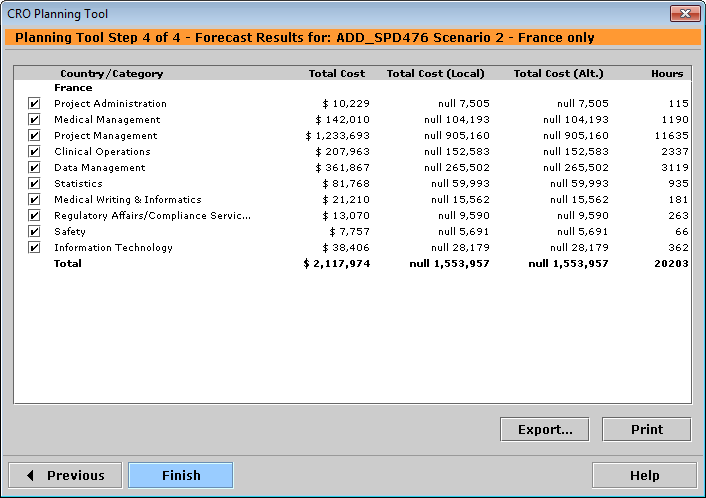 CRO Planning Tool
Planning Tool Step 4 of 4 - Forecast Results for: ADD_SPD476 Scenario 2 - France only
Country/Category Total Cost Total Cost (Local) Total Cost (Alt.) Hours
France
Project Administration $ 10,229 null 7,505 null 7,505 115
Medical Management $ 142,010 null 104,193 null 104,193 1190
Project Management $ 1,233,693 null 905,160 null 905,160 11635
Clinical Operations $ 207,963 null 152,583 null 152,583 2337
Data Management $ 361,867 null 265,502 null 265,502 3119
Statistics $ 81,768 null 59,993 null 59,993 935
Medical Writing & Informatics $ 21,210 null 15,562 null 15,562 181
Regulatory Affairs/Compliance Servic... $ 13,070 null 9,590 null 9,590 263
Safety $ 7,757 null 5,691 null 5,691 66
Information Technology $ 38,406 null 28,179 null 28,179 362
Total $ 2,117,974 null 1,553,957 null 1,553,957 20203
Export... Print
Previous Finish Help